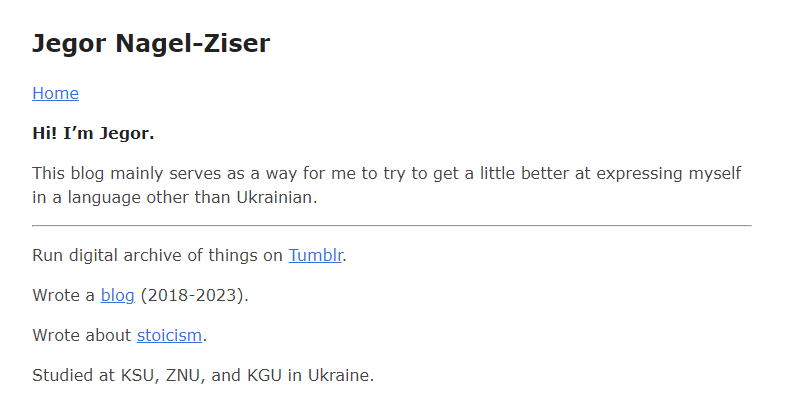 Jegor Nagel-Ziser
Home
Hi! I’m Jegor.
This blog mainly serves as a way for me to try to get a little better at expressing myself
in a language other than Ukrainian.
Run digital archive of things on Tumblr.
Wrote a blog (2018-2023).
Wrote about stoicism.
Studied at KSU, ZNU, and KGU in Ukraine.